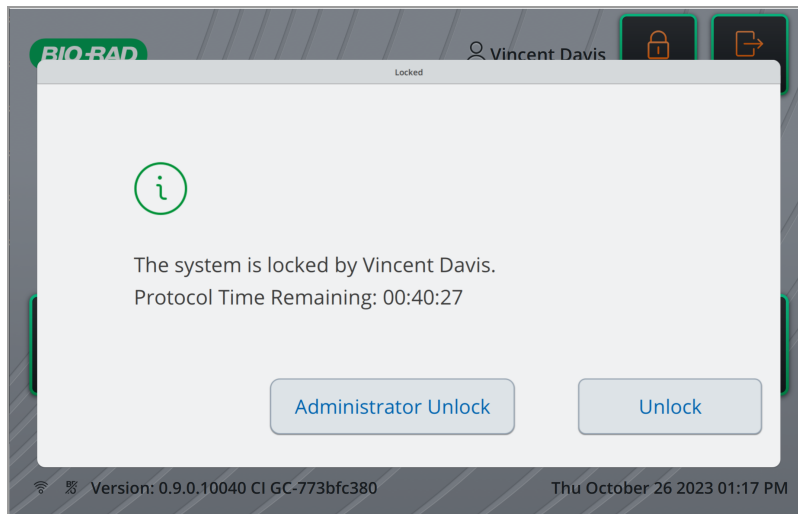 BIO-RAD
Vincent Davis
Locked
The system is locked by Vincent Davis.
Protocol Time Remaining: 00:40:27
Administrator Unlock
Unlock
Version: 0.9.0.10040 CI GC-773bfc380
Thu October 26 2023 01:17 PM